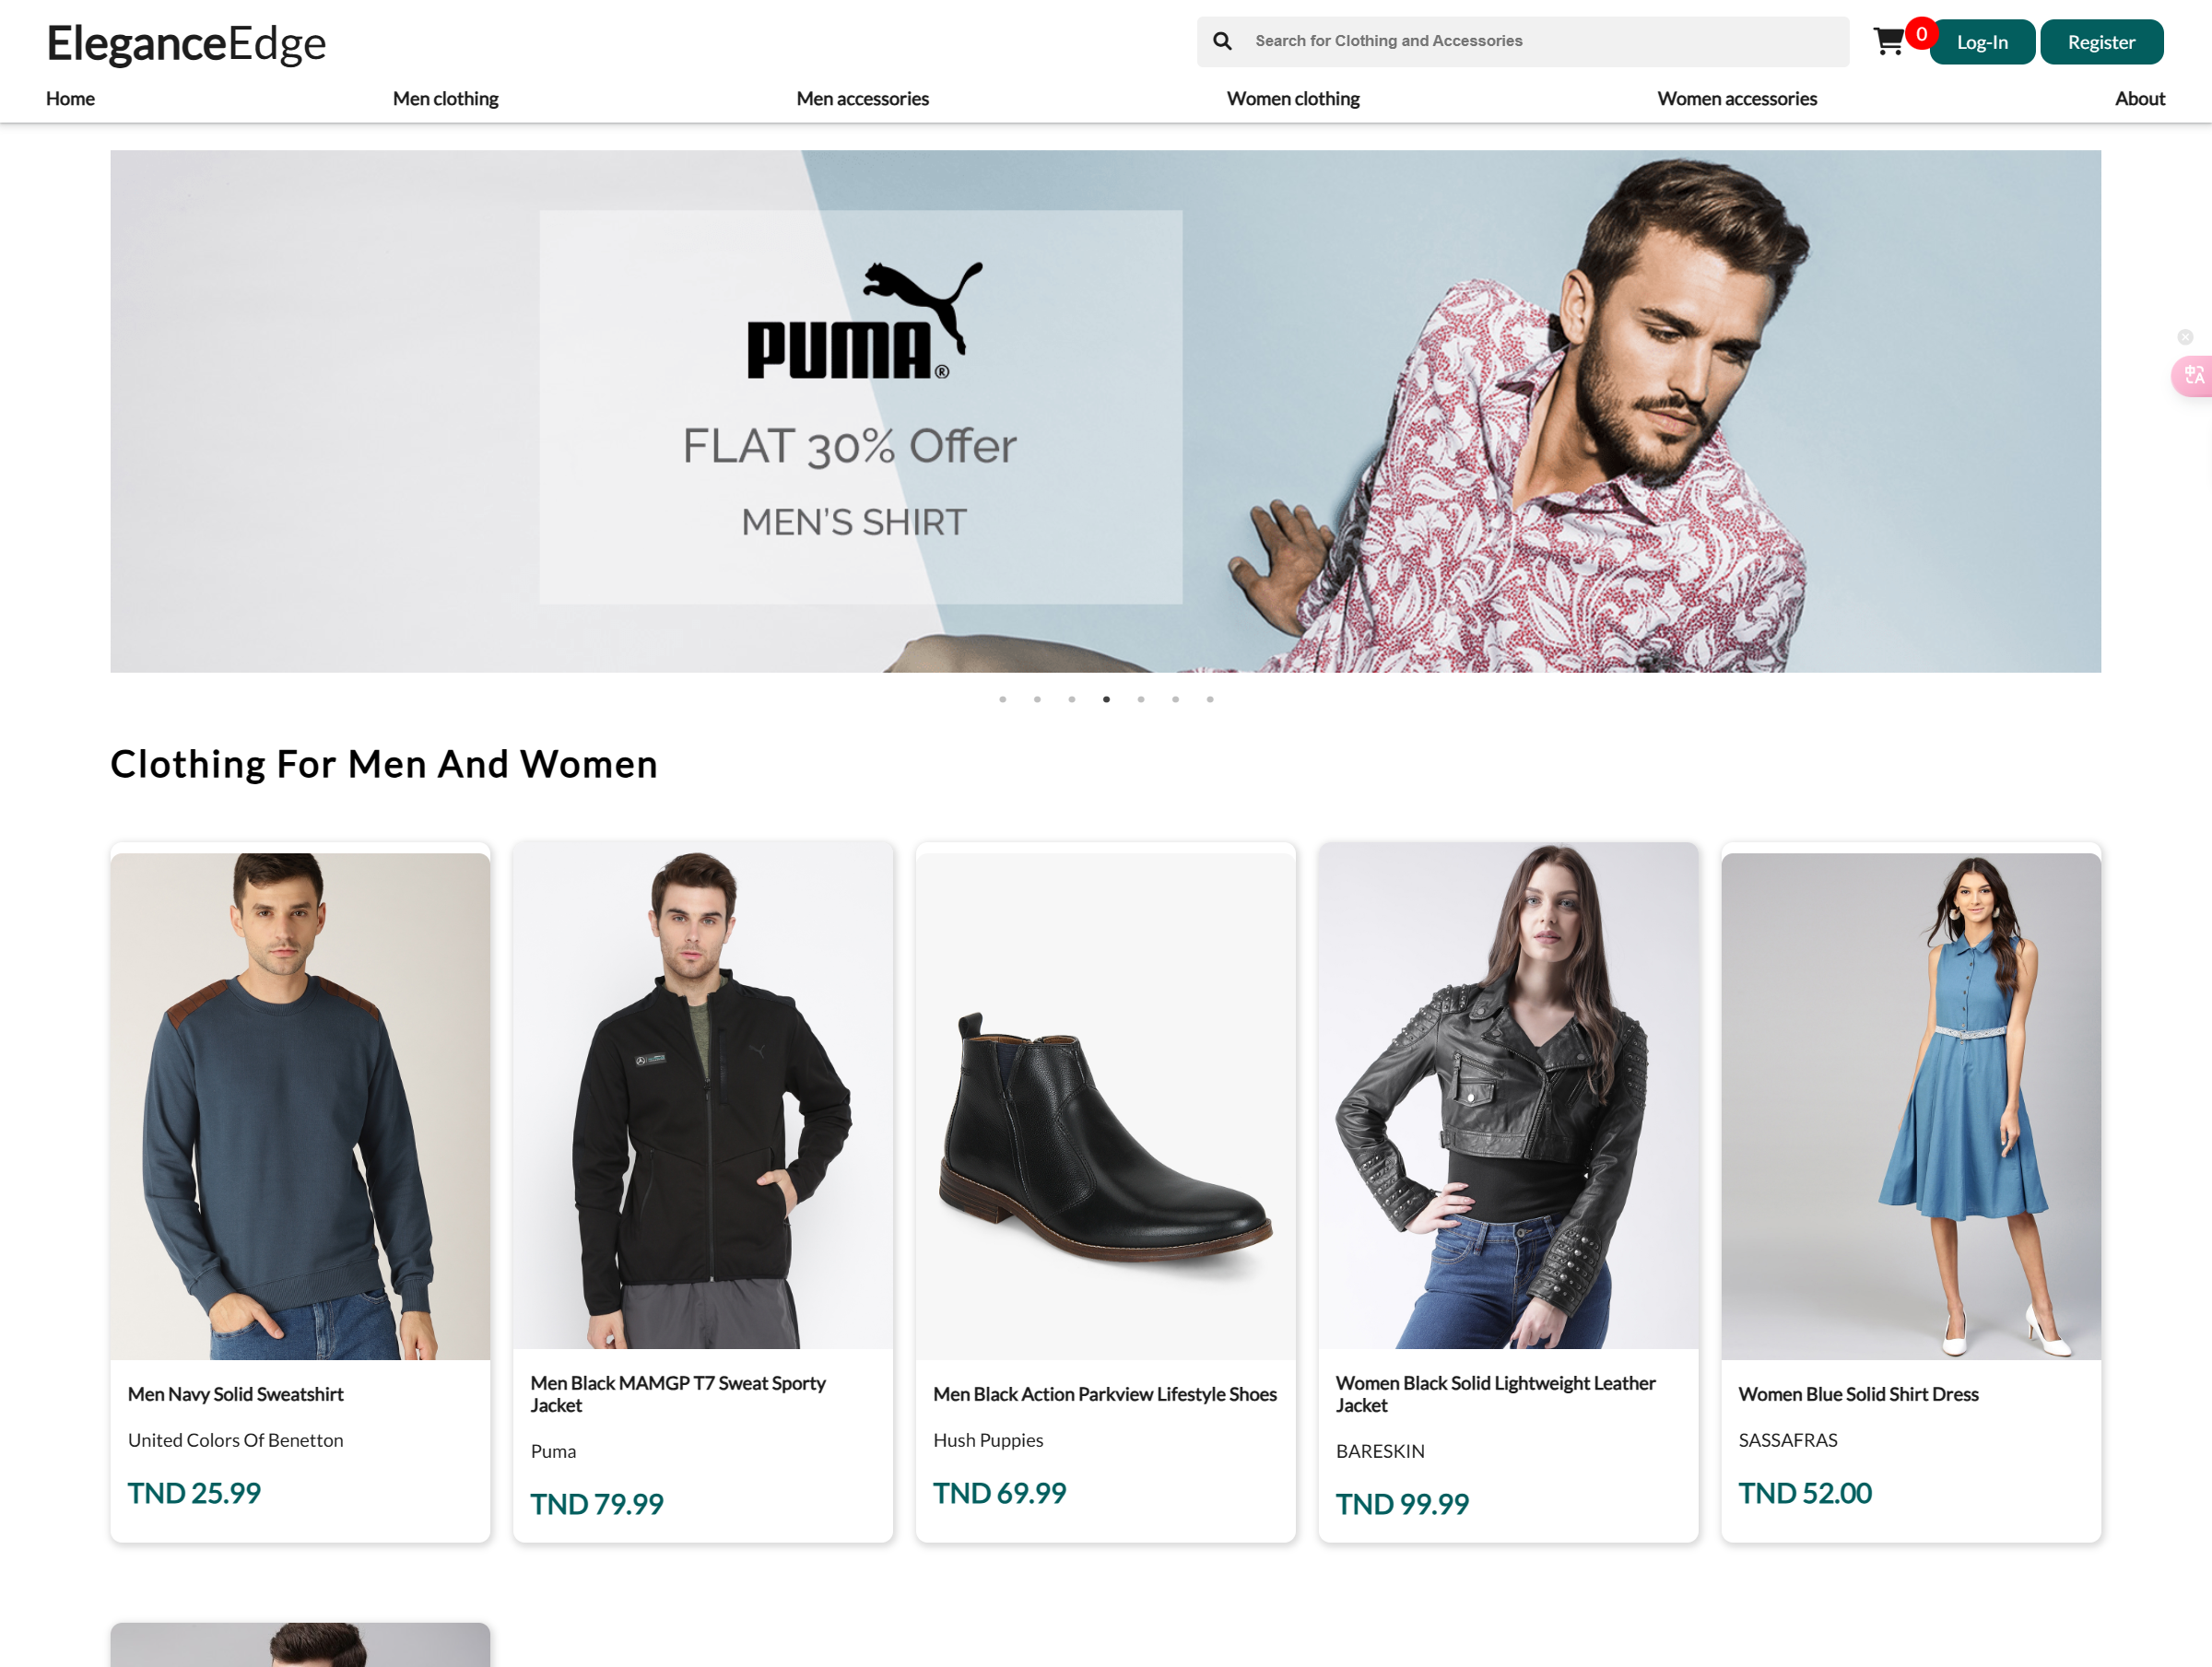 EleganceEdge
Search for Clothing and Accessories
0
Log-In
Register
Home
Men clothing
Men accessories
Women clothing
Women accessories
About
PUMA®
FLAT 30% Offer
MEN'S SHIRT
Clothing For Men And Women
Men Navy Solid Sweatshirt
United Colors Of Benetton
TND 25.99
Men Black MAMGP T7 Sweat Sporty
Jacket
Puma
TND 79.99
Men Black Action Parkview Lifestyle Shoes
Hush Puppies
TND 69.99
Women Black Solid Lightweight Leather
Jacket
BARESKIN
TND 99.99
Women Blue Solid Shirt Dress
SASSAFRAS
TND 52.00